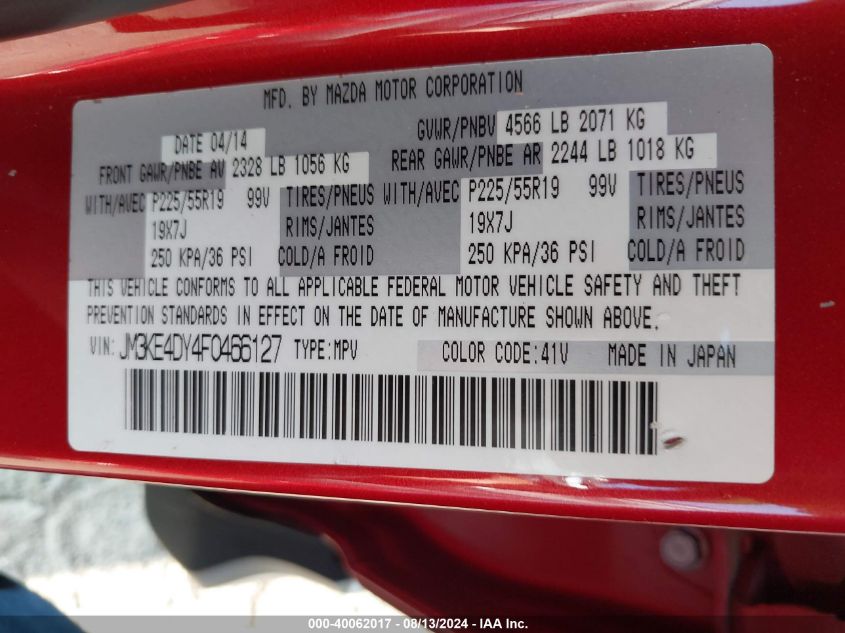 MFD. BY MAZDA MOTOR CORPORATION
DATE 04/14 GVWR/PNBV 4566 LB 2071 KG
FRONT GAWR/PNBE AV 2328 LB 1056 KG REAR GAWR/PNBE AR 2244 LB 1018 KG
WITH/AVEC P225/55R19 99V TIRES/PNEUS WITH/AVEC P225/55R19 99V TIRES/PNEUS
19X7J RIMS/JANTES 19X7J RIMS/JANTES
250 KPA/36 PSI COLD/A FROID 250 KPA/36 PSI COLD/A FROID
THIS VEHICLE CONFORMS TO ALL APPLICABLE FEDERAL MOTOR VEHICLE SAFETY AND THEFT
PREVENTION STANDARDS IN EFFECT ON THE DATE OF MANUFACTURE SHOWN ABOVE.
VIN: JM3KE4DY4F0466127 TYPE:MPV COLOR CODE:41V MADE IN JAPAN
000-40062017 - 08/13/2024 - IAA Inc.